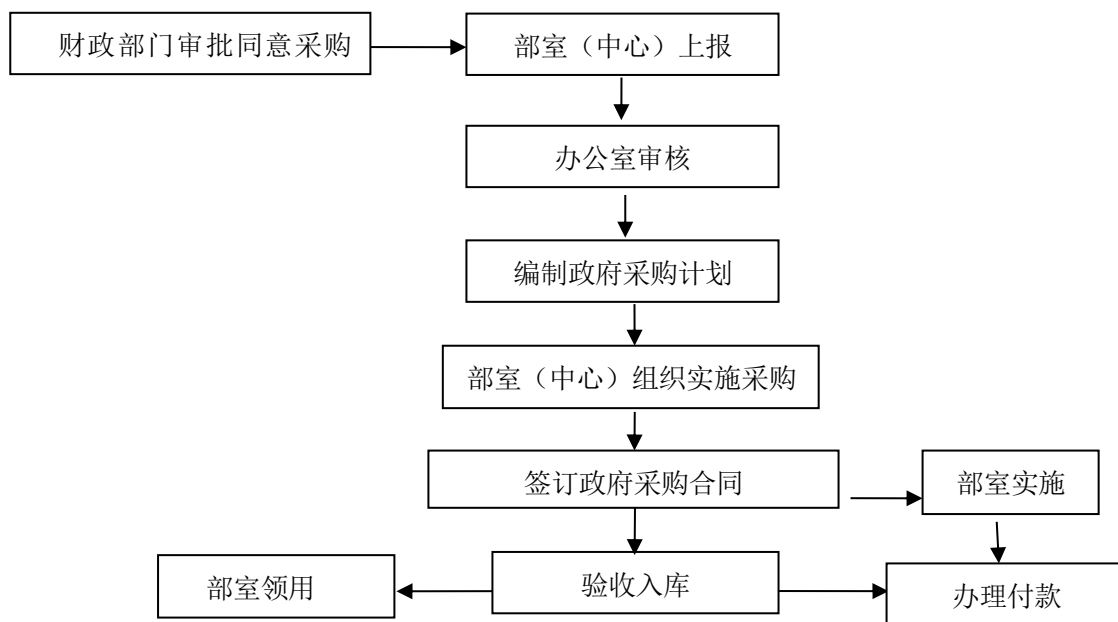 财政部门审批同意采购
部室（中心）上报
办公室审核
编制政府采购计划
部室（中心）组织实施采购
签订政府采购合同
部室实施
部室领用
验收入库
办理付款